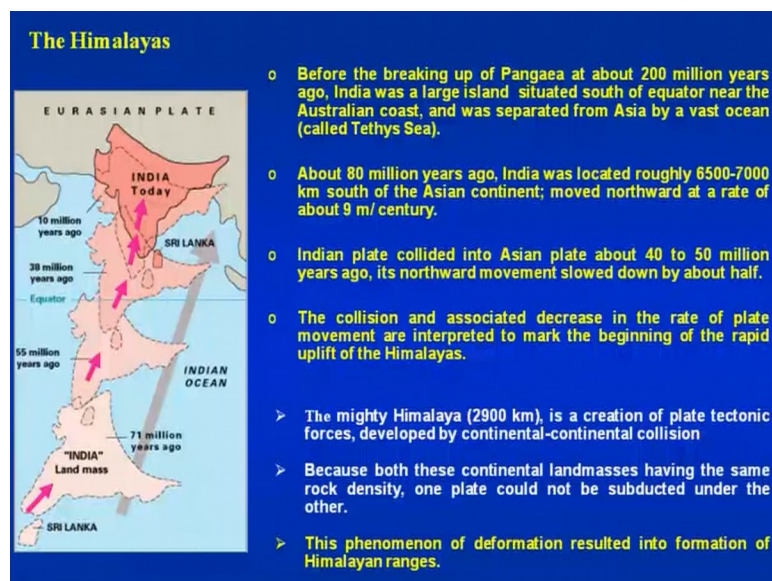 The Himalayas
o Before the breaking up of Pangaea at about 200 million years
ago, India was a large island situated south of equator near the
Australian coast, and was separated from Asia by a vast ocean
(called Tethys Sea).
o About 80 million years ago, India was located roughly 6500-7000
km south of the Asian continent; moved northward at a rate of
about 9 m/ century.
o Indian plate collided into Asian plate about 40 to 50 million
years ago, its northward movement slowed down by about half.
o The collision and associated decrease in the rate of plate
movement are interpreted to mark the beginning of the rapid
uplift of the Himalayas.
➢ The mighty Himalaya (2900 km), is a creation of plate tectonic
forces, developed by continental-continental collision
➢ Because both these continental landmasses having the same
rock density, one plate could not be subducted under the
other.
➢ This phenomenon of deformation resulted into formation of
Himalayan ranges.
EURASIAN PLATE
INDIA
Today
10 million
years ago
SRI LANKA
38 million
years ago
Equator
55 million
years ago
INDIAN
OCEAN
71 million
years ago
"INDIA"
Land mass
SRI LANKA